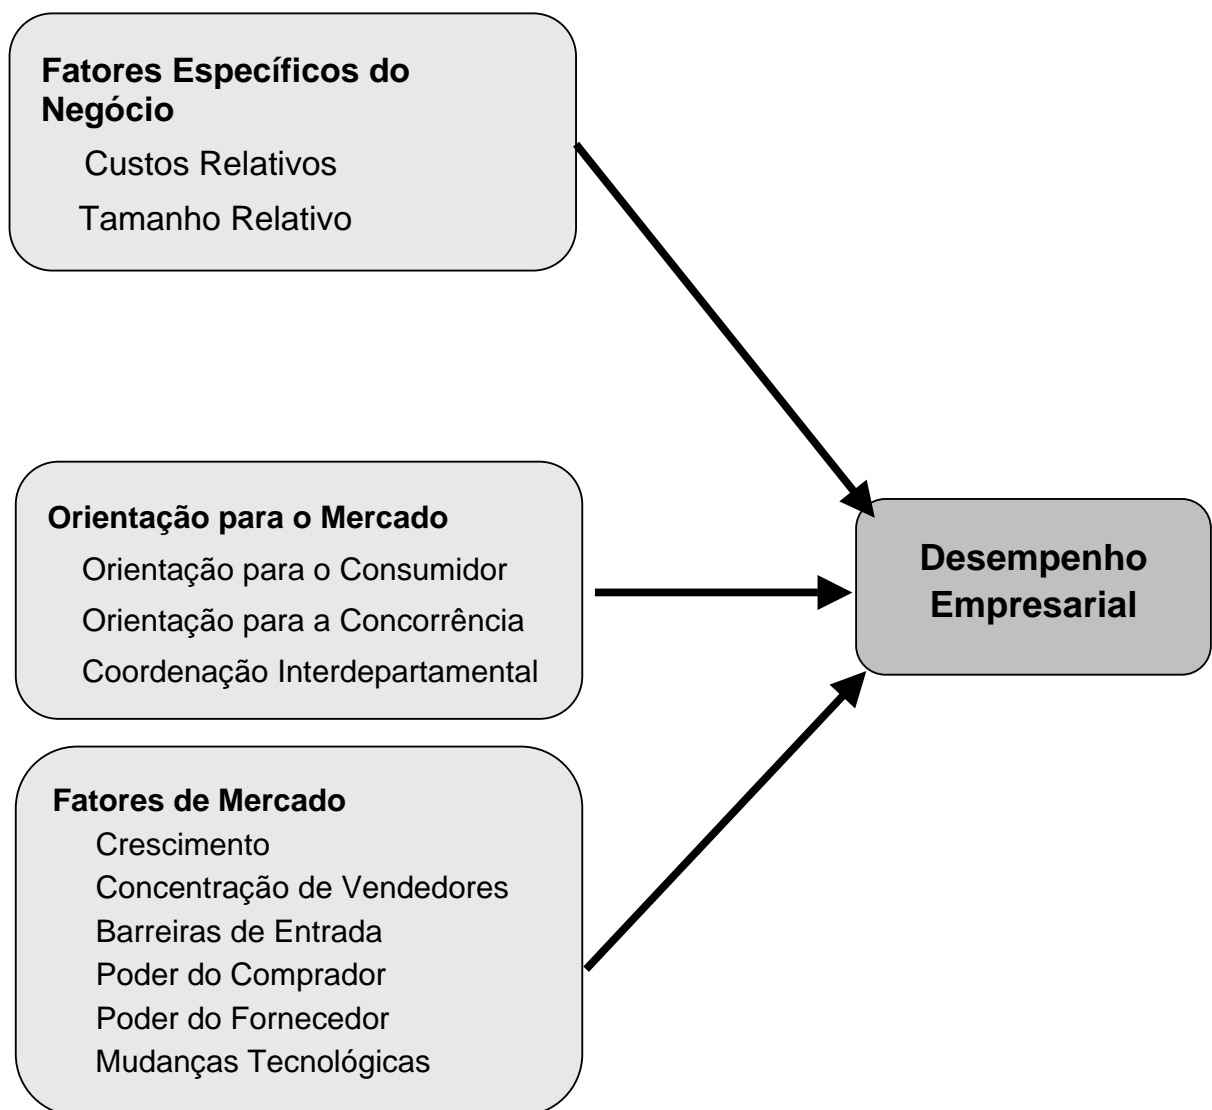 Fatores Específicos do
Negócio
Custos Relativos
Tamanho Relativo
Orientação para o Mercado
Orientação para o Consumidor
Orientação para a Concorrência
Coordenação Interdepartamental
Desempenho
Empresarial
Fatores de Mercado
Crescimento
Concentração de Vendedores
Barreiras de Entrada
Poder do Comprador
Poder do Fornecedor
Mudanças Tecnológicas